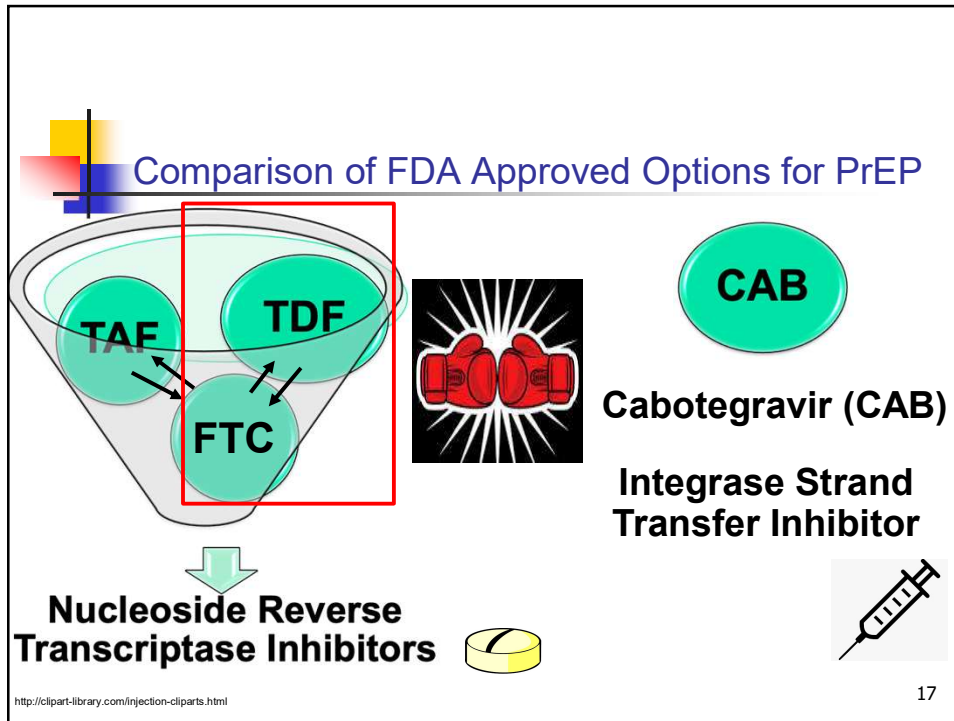 Comparison of FDA Approved Options for PrEP
TAF
TDF
FTC
Nucleoside Reverse
Transcriptase Inhibitors
CAB
Cabotegravir (CAB)
Integrase Strand
Transfer Inhibitor
http://clipart-library.com/injection-cliparts.html
17